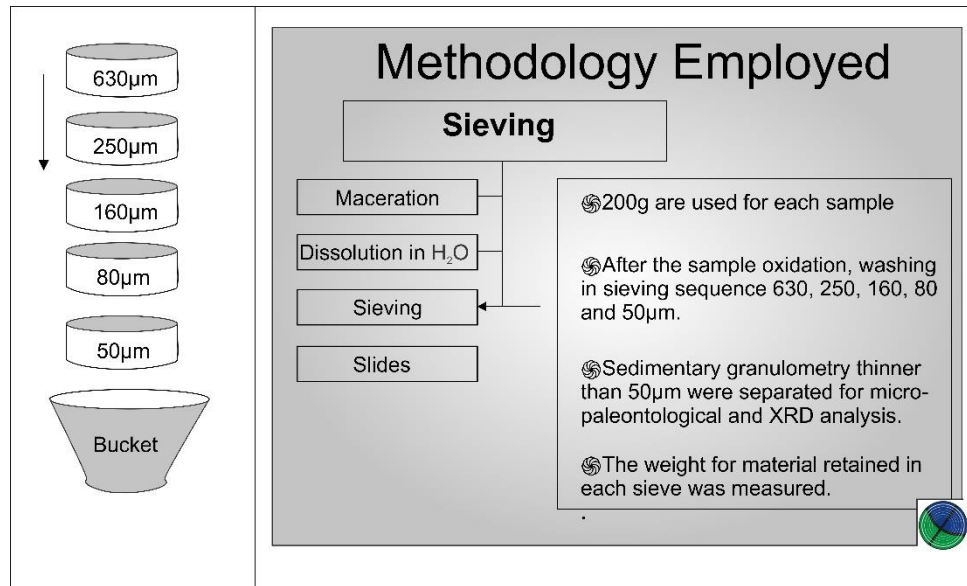 630µm
250µm
160µm
80µm
50µm
Bucket
Methodology Employed
Sieving
Maceration
Dissolution in H₂O
Sieving
Slides
200g are used for each sample
After the sample oxidation, washing
in sieving sequence 630, 250, 160, 80
and 50µm.
Sedimentary granulometry thinner
than 50µm were separated for micro-
paleontological and XRD analysis.
The weight for material retained in
each sieve was measured.
.